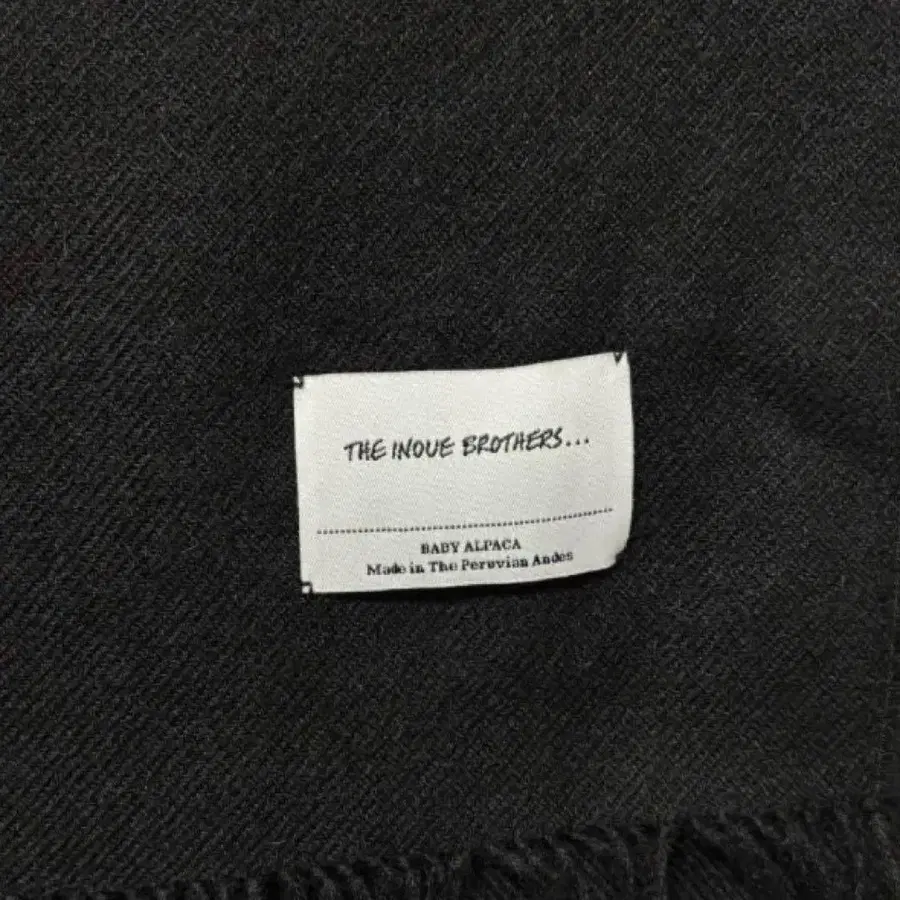 THE INOUE BROTHERS...
BABY ALPACA
Made in The Peruvian Andes